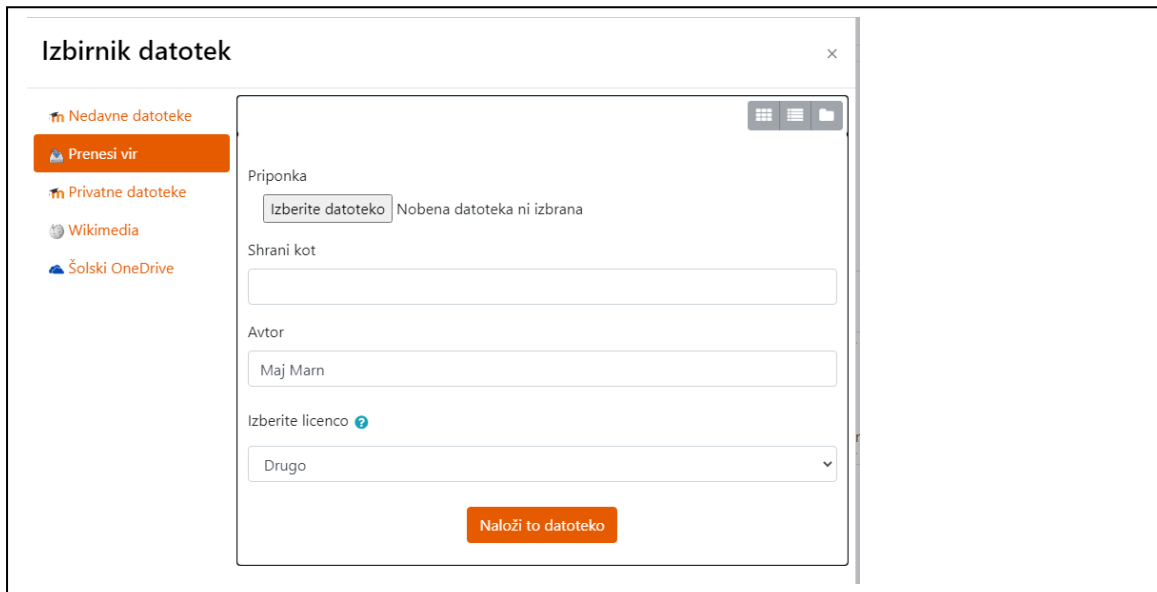 Izbirnik datotek
×
Nedavne datoteke
Prenesi vir
Privatne datoteke
Wikimedia
Šolski OneDrive
Priponka
Izberite datoteko Nobena datoteka ni izbrana
Shrani kot
Avtor
Maj Marn
Izberite licenco ?
Drugo
Naloži to datoteko